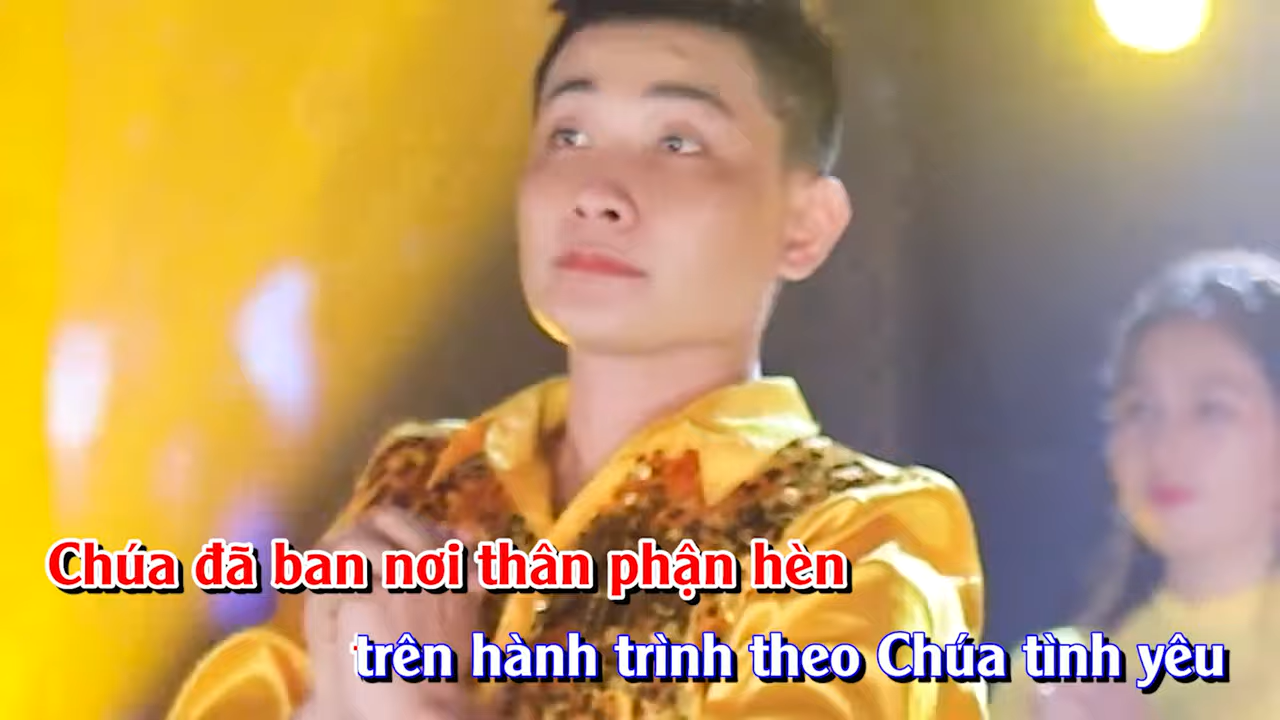 Chúa đã ban nơi thân phận hèn
trên hành trình theo Chúa tình yêu